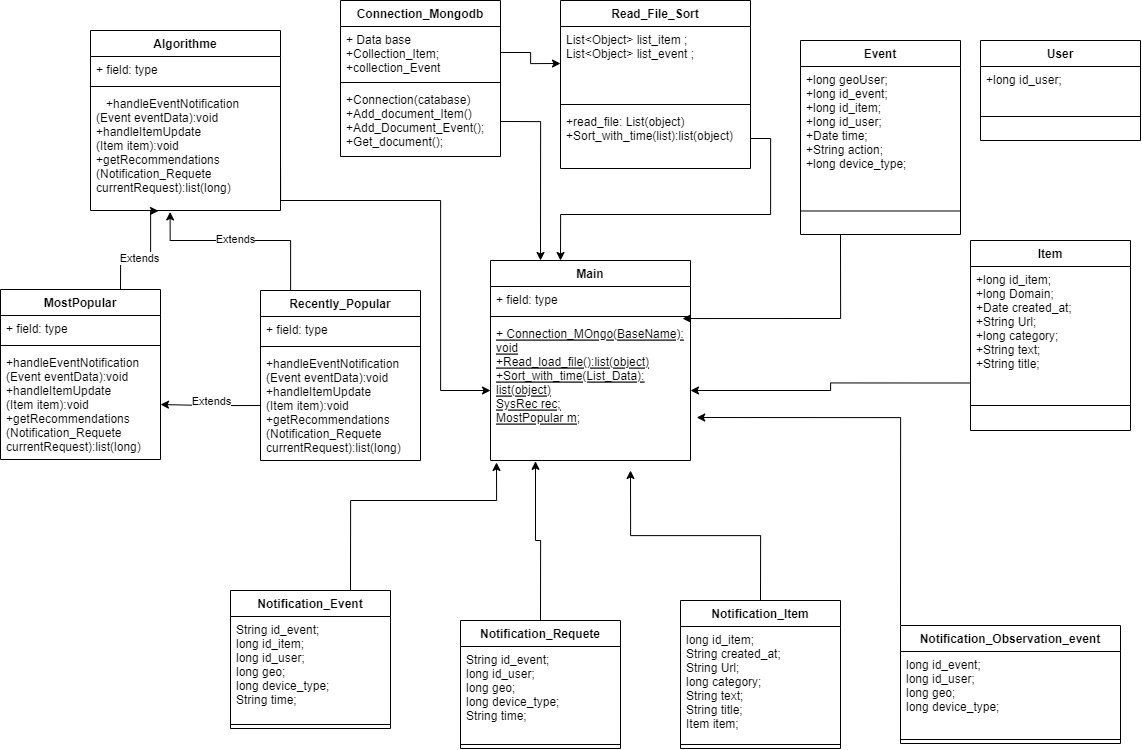 Algorithme
+ field: type
+handleEventNotification
(Event eventData):void
+handleItemUpdate
(Item item):void
+getRecommendations
(Notification_Requete
currentRequest):list(long)
Connection_Mongodb
+ Data base
+Collection_Item;
+collection_Event
+Connection(catabase)
+Add_document_Item()
+Add_Document_Event();
+Get_document();
Read_File_Sort
List<Object> list_item ;
List<Object> list_event ;
+read_file: List(object)
+Sort_with_time(list):list(object)
Event
+long geoUser;
+long id_event;
+long id_item;
+long id_user;
+Date time;
+String action;
+long device_type;
User
+long id_user;
Extends
Extends
MostPopular
+ field: type
+handleEventNotification
(Event eventData):void
+handleItemUpdate
(Item item):void
+getRecommendations
(Notification_Requete
currentRequest):list(long)
Extends
Recently_Popular
+ field: type
+handleEventNotification
(Event eventData):void
+handleItemUpdate
(Item item):void
+getRecommendations
(Notification_Requete
currentRequest):list(long)
Main
+ field: type
+ Connection_MOngo(BaseName):
void
+Read_load_file():list(object)
+Sort_with_time(List_Data):
list(object)
SysRec rec;
MostPopular m;
Item
+long id_item;
+long Domain;
+Date created_at;
+String Url;
+long category;
+String text;
+String title;
Notification_Event
String id_event;
long id_item;
long id_user;
long geo;
long device_type;
String time;
Notification_Requete
String id_event;
long id_user;
long geo;
long device_type;
String time;
Notification_Item
long id_item;
String created_at;
String Url;
long category;
String text;
String title;
Item item;
Notification_Observation_event
long id_event;
long id_user;
long geo;
long device_type;